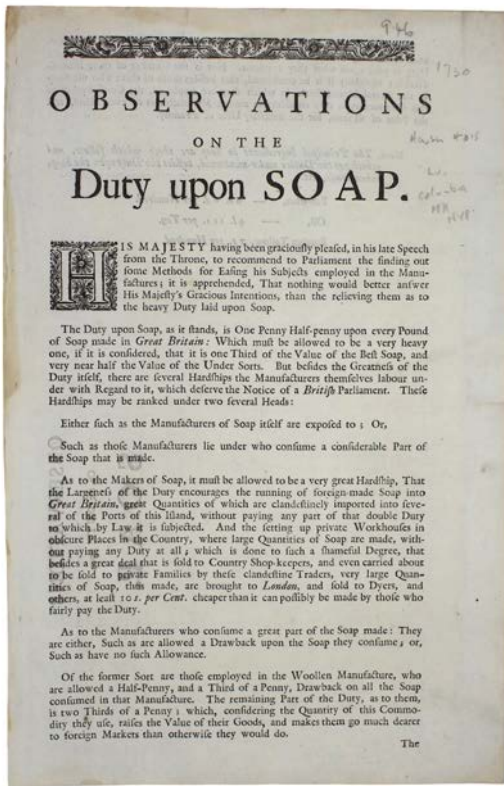 946
1730
OBSERVATIONS
ON THE
Duty upon SOAP.
HIS MAJESTY having been graciouſly pleaſed, in his late Speech
from the Throne, to recommend to Parliament the finding out
ſome Methods for Eaſing his Subjects employed in the Manu-
factures; it is apprehended, That nothing would better anſwer
His Majeſty's Gracious Intentions, than the relieving them as to
the heavy Duty laid upon Soap.
The Duty upon Soap, as it ſtands, is One Penny Half-penny upon every Pound
of Soap made in Great Britain: Which muſt be allowed to be a very heavy
one, if it is conſidered, that it is one Third of the Value of the Beſt Soap, and
very near half the Value of the Under Sorts. But beſides the Greatneſs of the
Duty itſelf, there are ſeveral Hardſhips the Manufacturers themſelves labour un-
der with Regard to it, which deſerve the Notice of a Britiſh Parliament. Theſe
Hardſhips may be ranked under two ſeveral Heads:
Either ſuch as the Manufacturers of Soap itſelf are expoſed to; Or,
Such as thoſe Manufacturers lie under who conſume a conſiderable Part of
the Soap that is made.
As to the Makers of Soap, it muſt be allowed to be a very great Hardſhip, That
the Largeneſs of the Duty encourages the running of foreign-made Soap into
Great Britain, great Quantities of which are clandeſtinely imported into ſeve-
ral of the Ports of this Iſland, without paying any part of that double Duty
to which by Law it is ſubjected. And the ſetting up private Workhouſes in
obſcure Places in the Country, where large Quantities of Soap are made, with-
out paying any Duty at all; which is done to ſuch a ſhameful Degree, that
beſides a great deal that is ſold to Country Shop-keepers, and even carried about
to be ſold to private Families by theſe clandeſtine Traders, very large Quan-
tities of Soap, thus made, are brought to London, and ſold to Dyers, and
others, at leaſt 10 s. per Cent. cheaper than it can poſſibly be made by thoſe who
fairly pay the Duty.
As to the Manufacturers who conſume a great part of the Soap made: They
are either, Such as are allowed a Drawback upon the Soap they conſume; or,
Such as have no ſuch Allowance.
Of the former Sort are thoſe employed in the Woollen Manufacture, who
are allowed a Half-Penny, and a Third of a Penny, Drawback on all the Soap
conſumed in that Manufacture. The remaining Part of the Duty, as to them,
is two Thirds of a Penny; which, conſidering the Quantity of this Commo-
dity they uſe, raiſes the Value of their Goods, and makes them go much dearer
to foreign Markets than otherwiſe they would do.
The